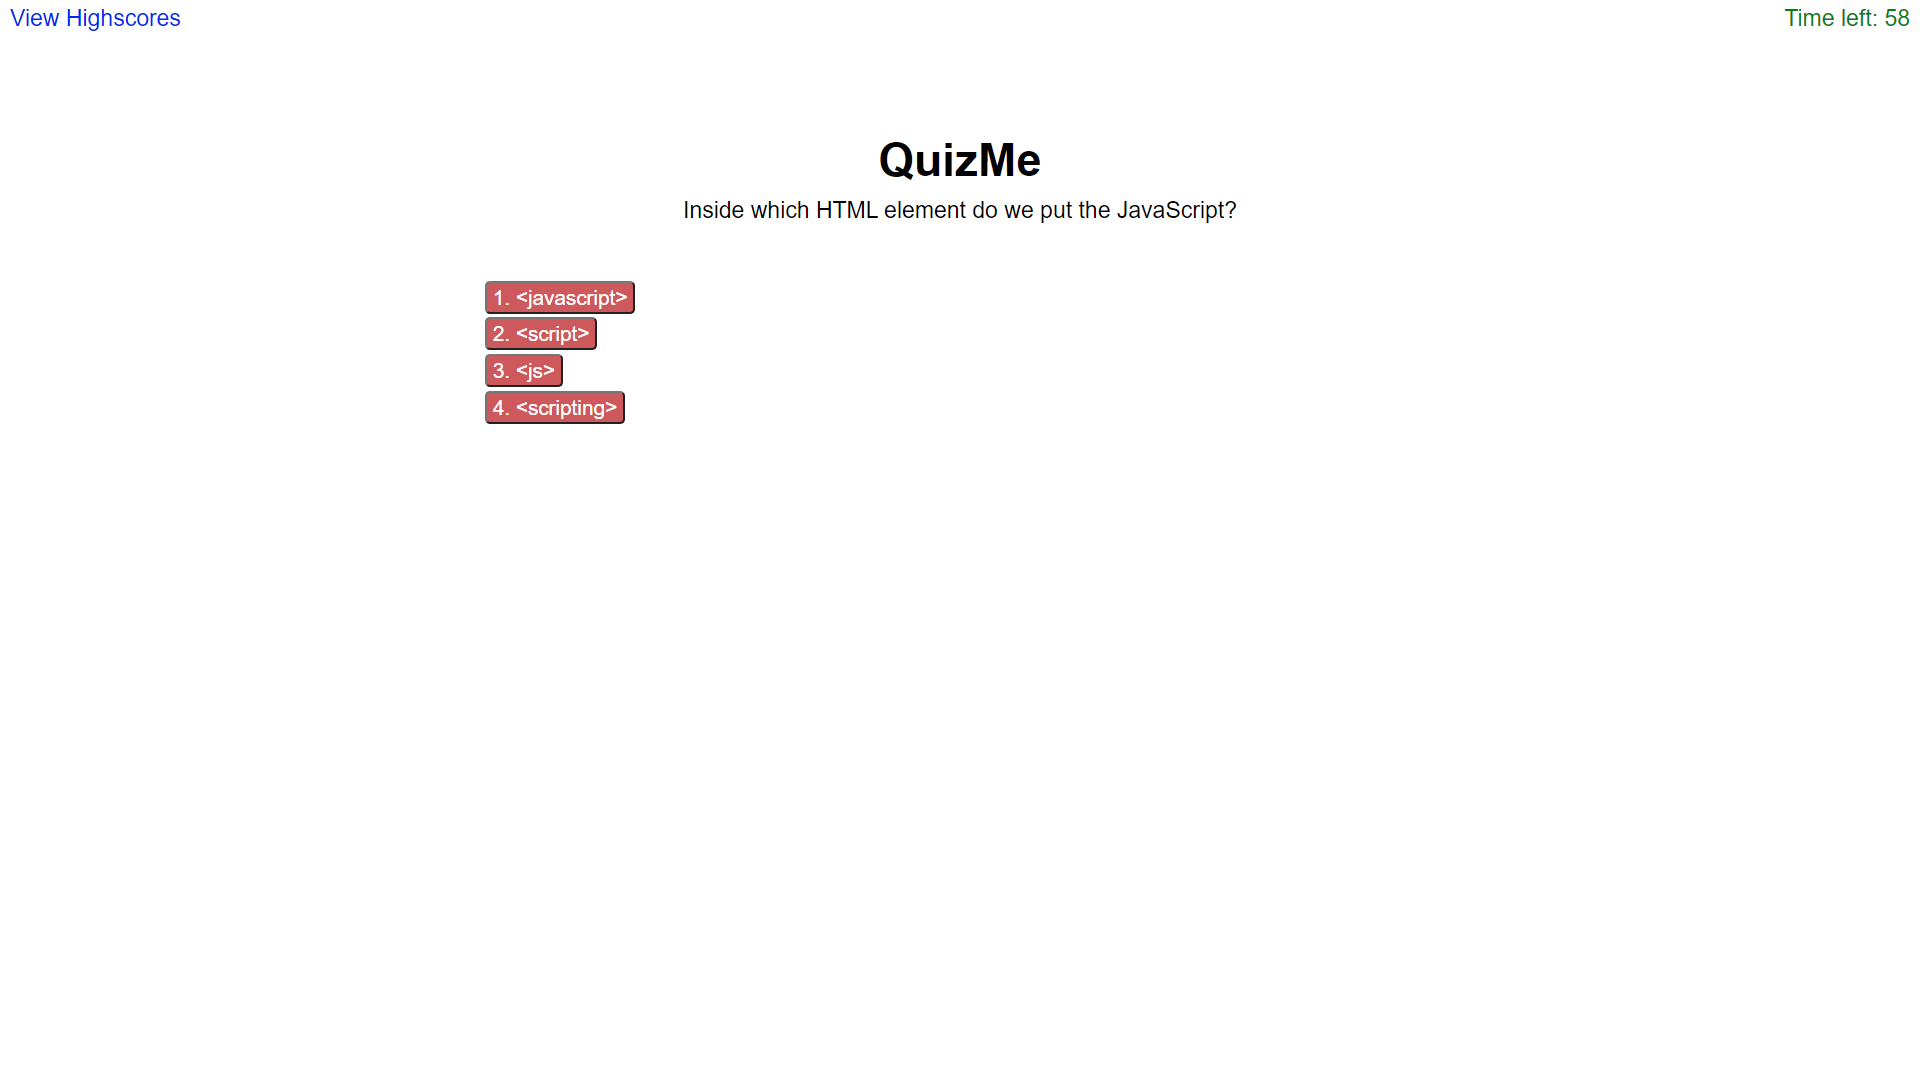 View Highscores
Time left: 58
QuizMe
Inside which HTML element do we put the JavaScript?
1. <javascript>
2. <script>
3. <js>
4. <scripting>